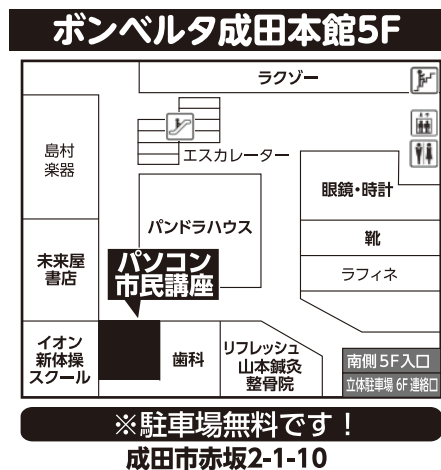 ボンベルタ成田本館5F
ラクゾー
島村
楽器
エスカレーター
眼鏡・時計
パンドラハウス
靴
未来屋
書店
パソコン
市民講座
ラフィネ
イオン
新体操
スクール
歯科
リフレッシュ
山本鍼灸
整骨院
南側5F入口
立体駐車場 6F連絡口
※駐車場無料です！
成田市赤坂2-1-10